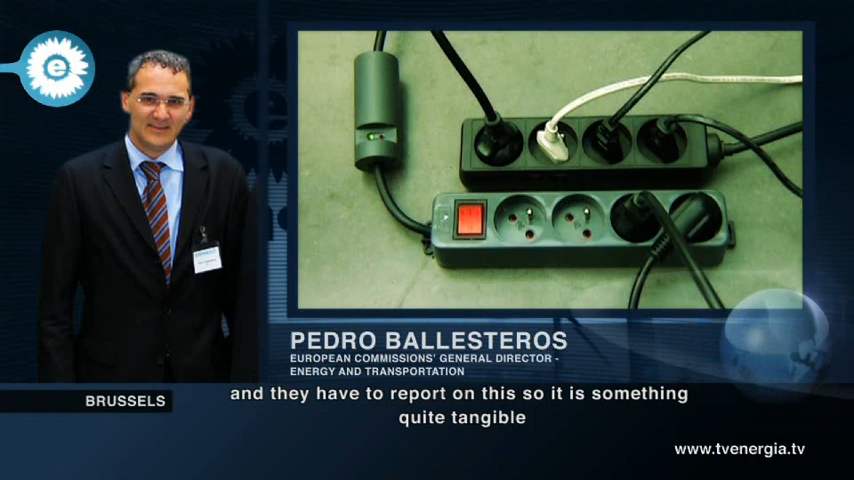 e
PEDRO BALLESTEROS
EUROPEAN COMMISSIONS' GENERAL DIRECTOR -
ENERGY AND TRANSPORTATION
BRUSSELS
and they have to report on this so it is something
quite tangible
www.tvenergia.tv